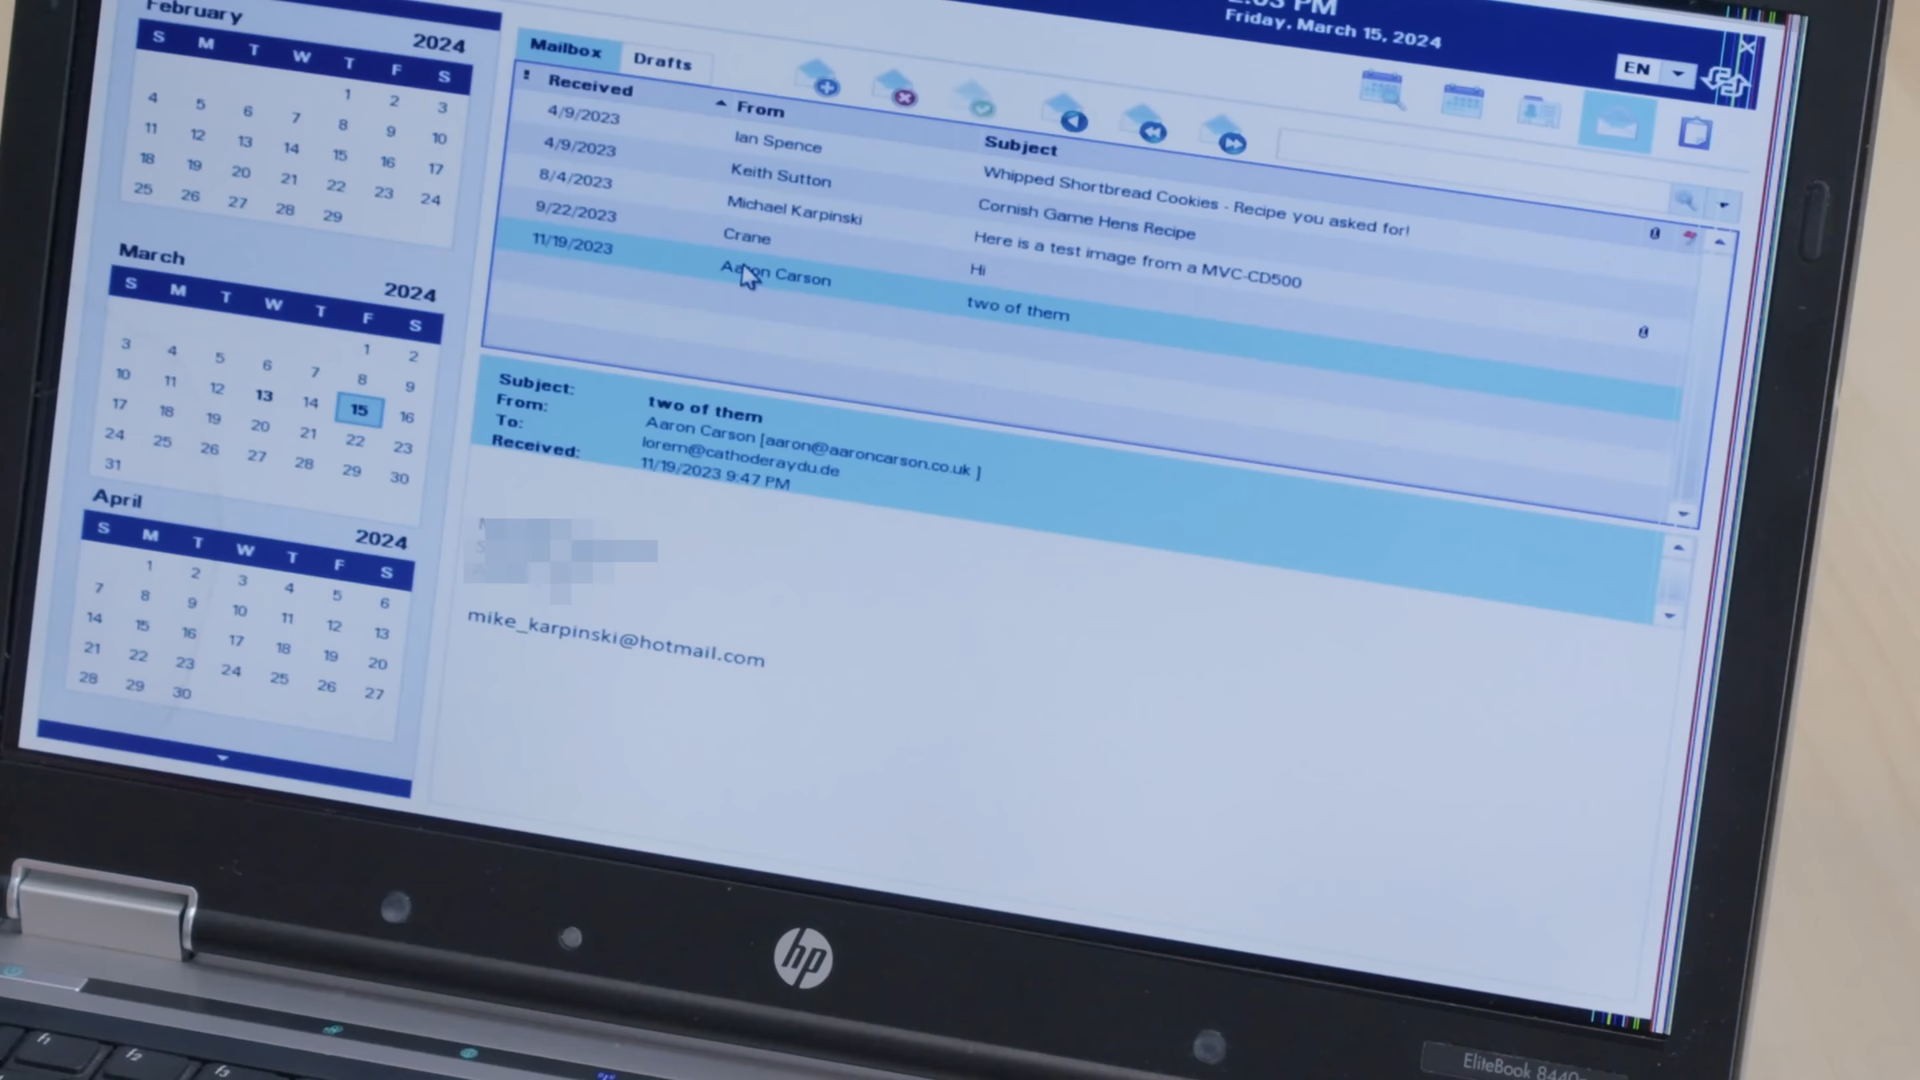 2:03 PM
Friday, March 15, 2024
EN
February
2024
S M T W T F S
1 2 3
4 5 6 7 8 9 10
11 12 13 14 15 16 17
18 19 20 21 22 23 24
25 26 27 28 29
March
2024
S M T W T F S
1 2
3 4 5 6 7 8 9
10 11 12 13 14 15 16
17 18 19 20 21 22 23
24 25 26 27 28 29 30
31
April
2024
S M T W T F S
1 2 3 4 5 6
7 8 9 10 11 12 13
14 15 16 17 18 19 20
21 22 23 24 25 26 27
28 29 30
Mailbox Drafts
! Received From Subject
4/9/2023 Ian Spence Whipped Shortbread Cookies - Recipe you asked for!
4/9/2023 Keith Sutton Cornish Game Hens Recipe
8/4/2023 Michael Karpinski Here is a test image from a MVC-CD500
9/22/2023 Crane Hi
11/19/2023 Aaron Carson two of them
Subject: two of them
From: Aaron Carson [aaron@aaroncarson.co.uk ]
To: lorem@cathoderaydu.de
Received: 11/19/2023 9:47 PM
mike_karpinski@hotmail.com
hp
EliteBook 8440p
f1 f2 f3